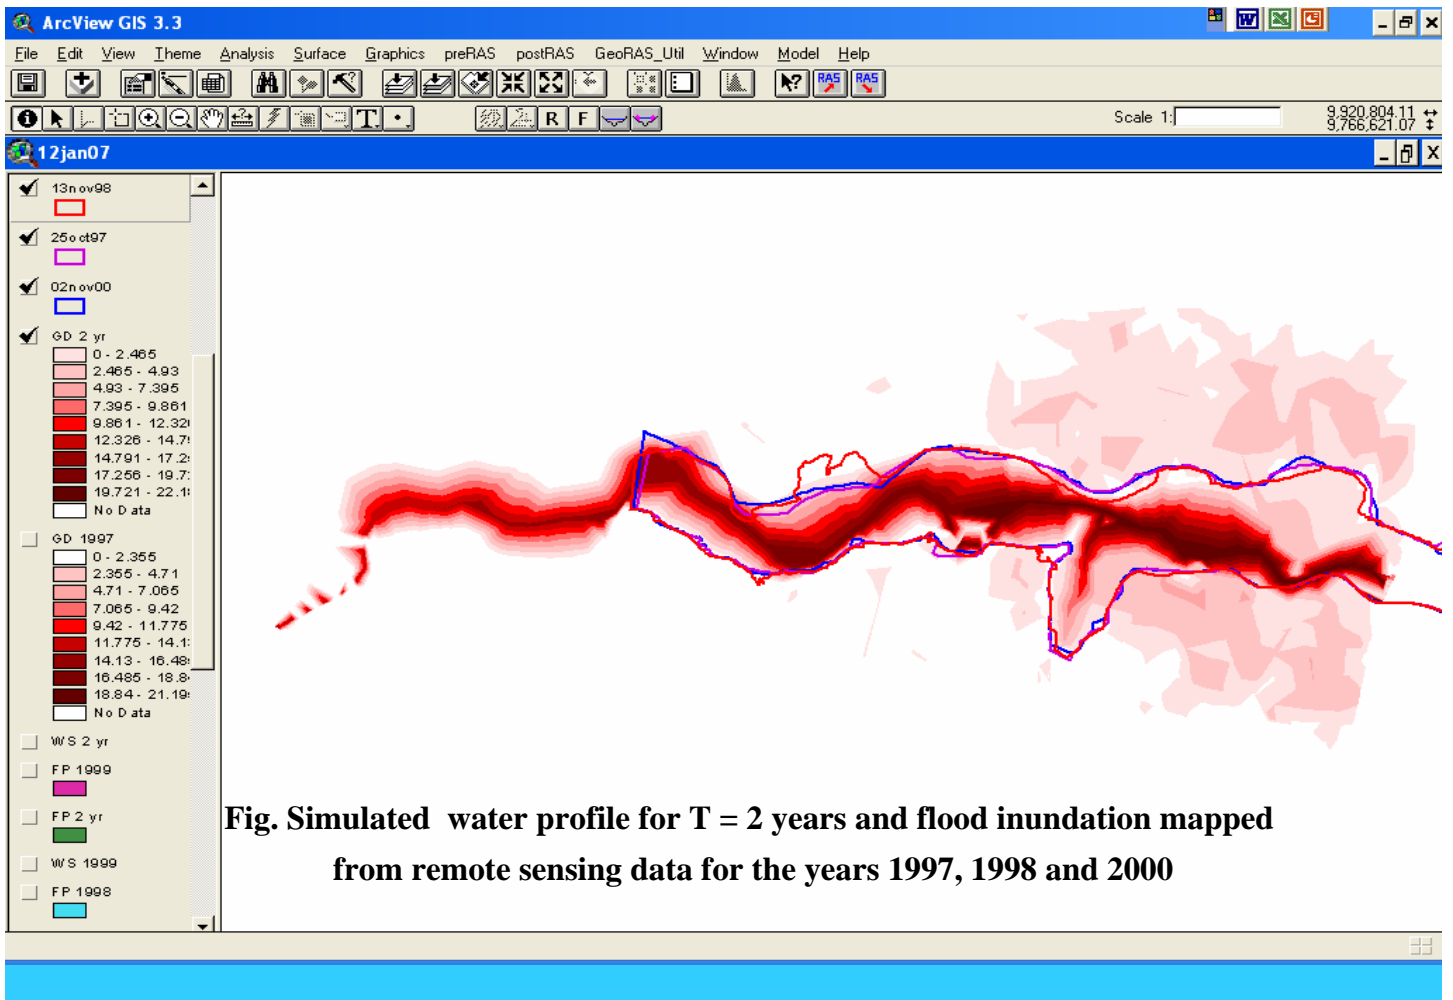 ArcView GIS 3.3
File Edit View Theme Analysis Surface Graphics preRAS postRAS GeoRAS_Util Window Model Help
RAS RAS
T R F Scale 1: 9,920,804.11
9,766,621.07
12jan07
13nov98
25oct97
02nov00
GD 2 yr
0 - 2.465
2.465 - 4.93
4.93 - 7.395
7.395 - 9.861
9.861 - 12.32
12.326 - 14.7
14.791 - 17.2
17.256 - 19.7
19.721 - 22.1
No Data
GD 1997
0 - 2.355
2.355 - 4.71
4.71 - 7.065
7.065 - 9.42
9.42 - 11.775
11.775 - 14.1
14.13 - 16.48
16.485 - 18.8
18.84 - 21.19
No Data
WS 2 yr
FP 1999
FP 2 yr
WS 1999
FP 1998
Fig. Simulated water profile for T = 2 years and flood inundation mapped
from remote sensing data for the years 1997, 1998 and 2000